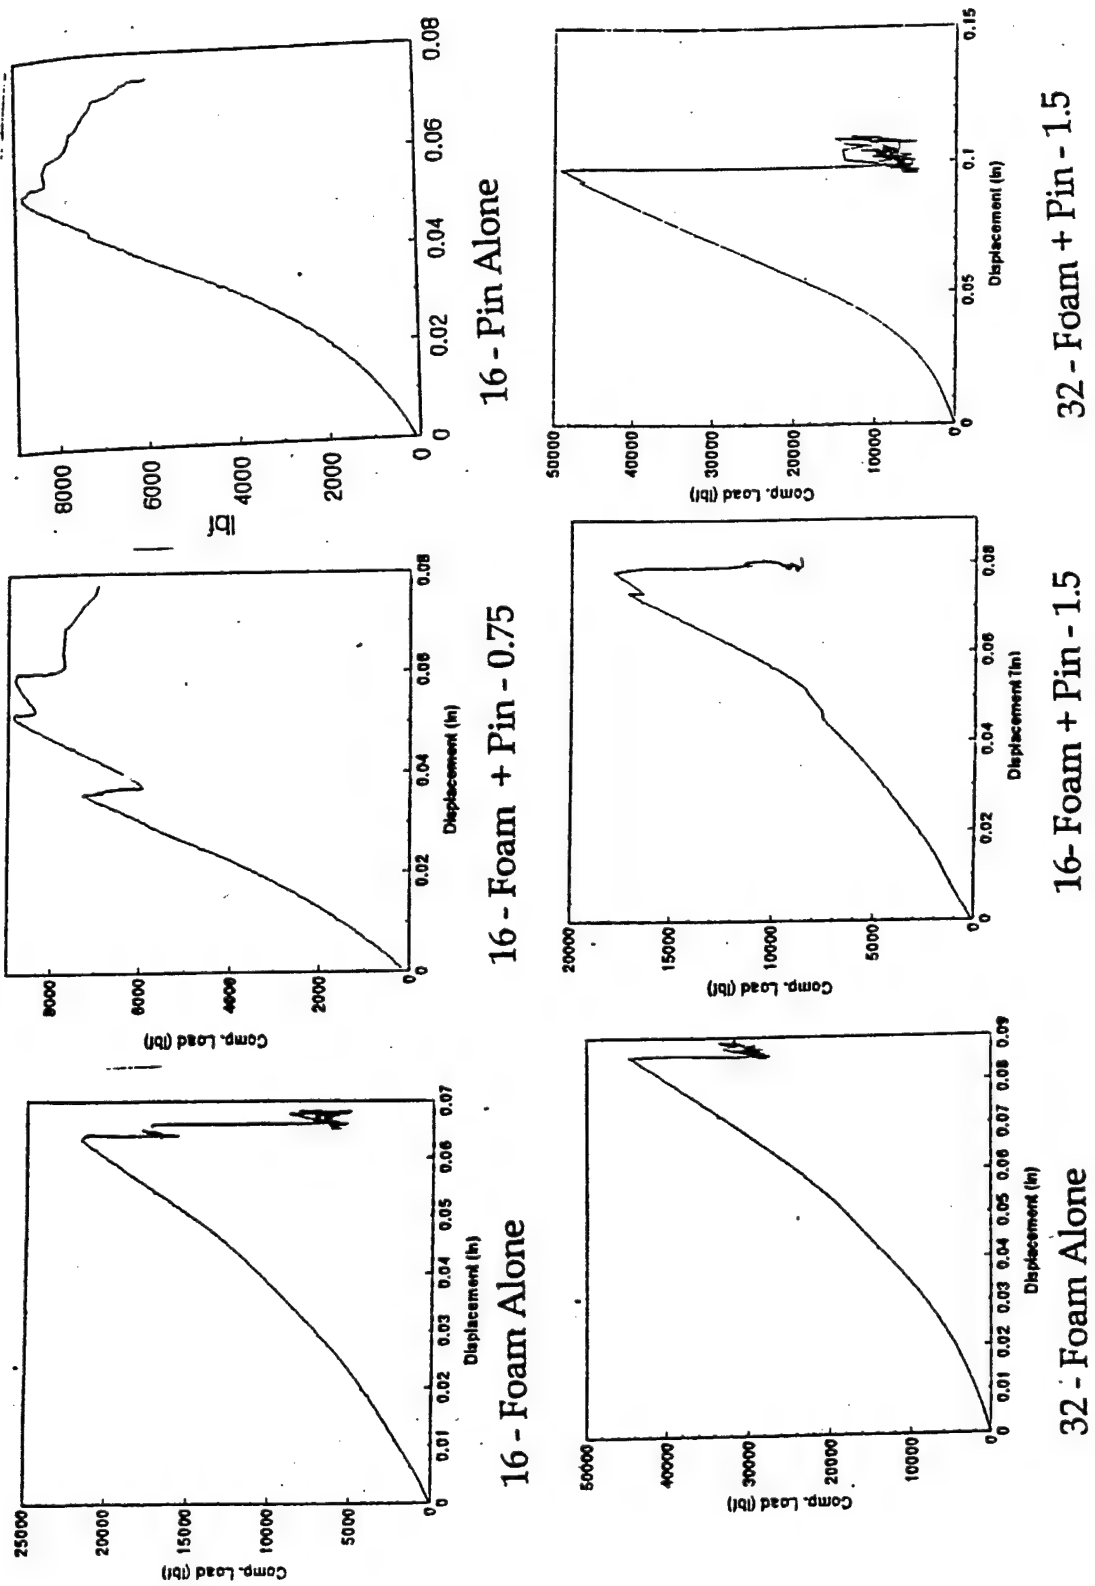 Comp. Load (lbf)
25000
20000
15000
10000
5000
0
0 0.01 0.02 0.03 0.04 0.05 0.06 0.07
Displacement (in)
16 - Foam Alone
Comp. Load (lbf)
8000
6000
4000
2000
0
0 0.02 0.04 0.06 0.08
Displacement (in)
16 - Foam + Pin - 0.75
lbf
8000
6000
4000
2000
0
0 0.02 0.04 0.06 0.08
16 - Pin Alone
Comp. Load (lbf)
50000
40000
30000
20000
10000
0
0 0.01 0.02 0.03 0.04 0.05 0.06 0.07 0.08 0.09
Displacement (in)
32 - Foam Alone
Comp. Load (lbf)
20000
15000
10000
5000
0
0 0.02 0.04 0.06 0.08
Displacement Tin)
16- Foam + Pin - 1.5
Comp. Load (lbf)
50000
40000
30000
20000
10000
0
0 0.05 0.1 0.15
Displacement (in)
32 - Foam + Pin - 1.5